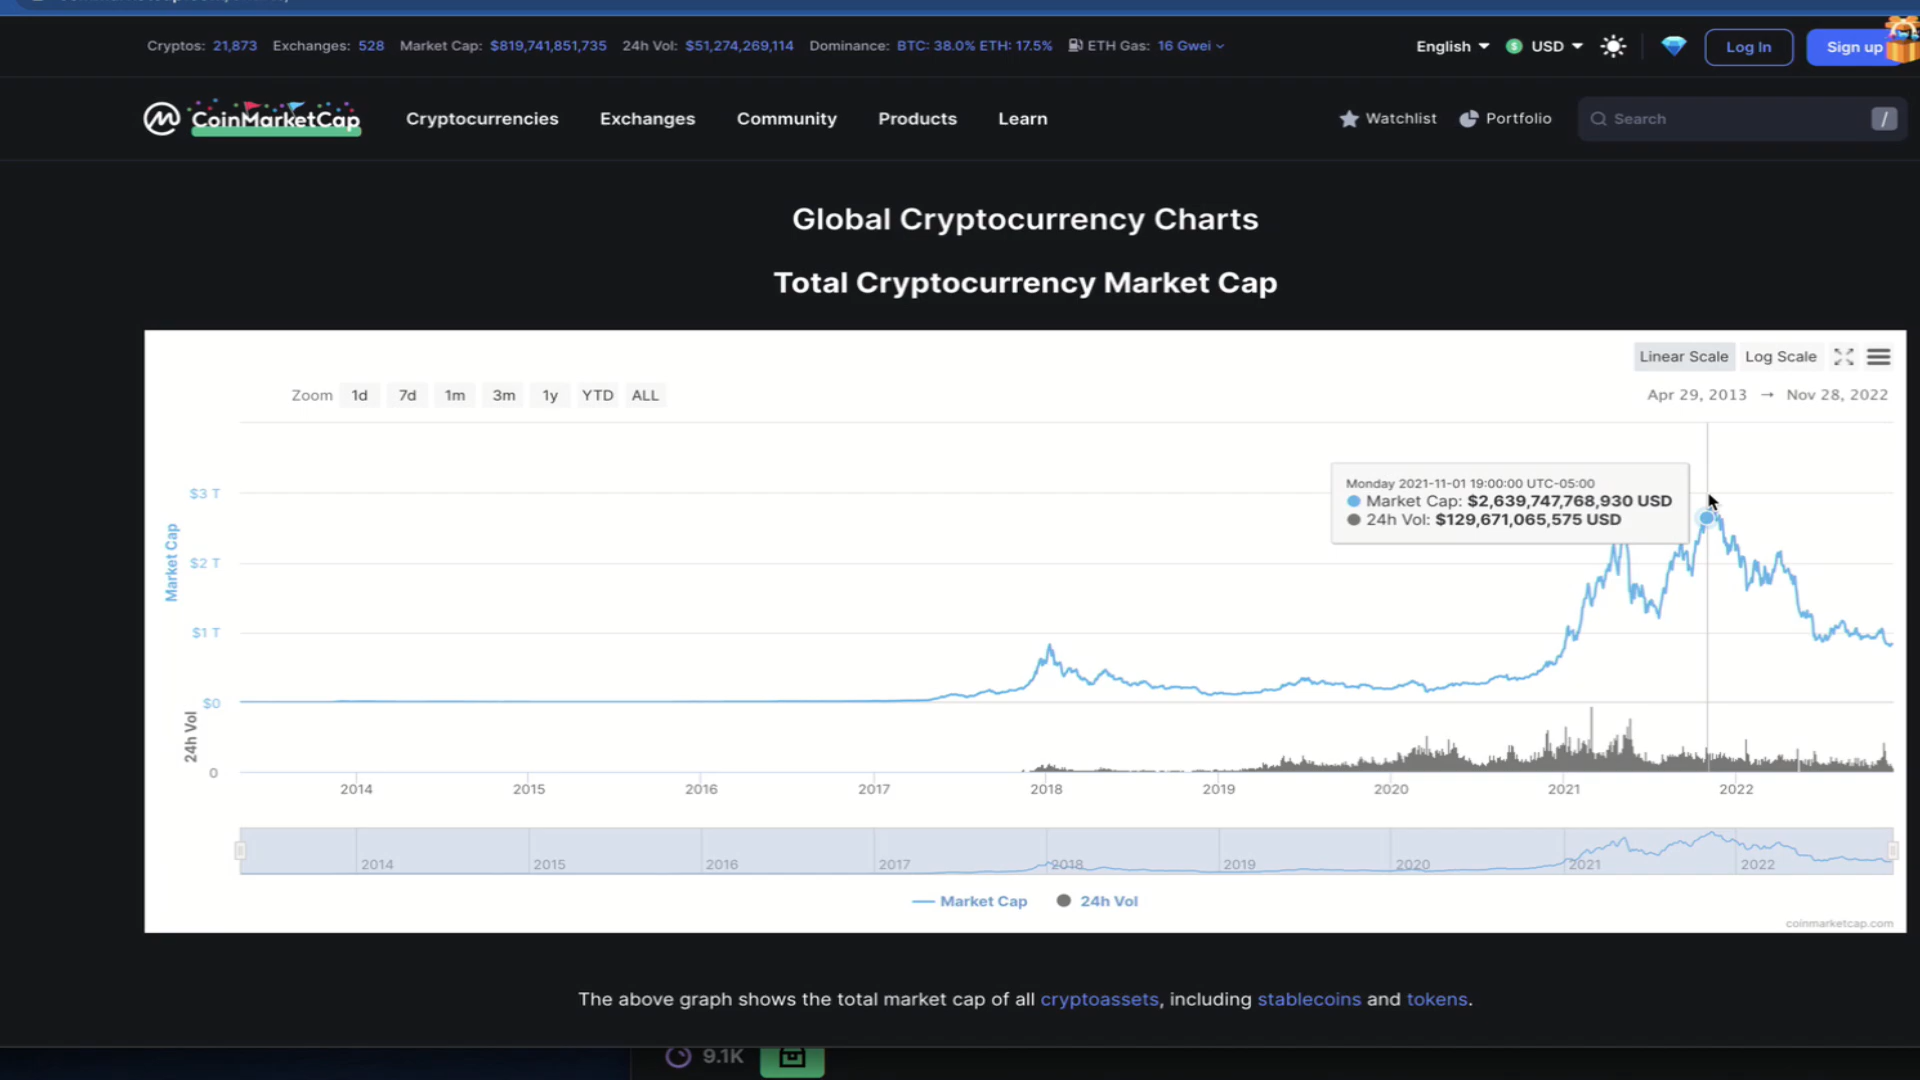 Cryptos: 21,873 Exchanges: 528 Market Cap: $819,741,851,735 24h Vol: $51,274,269,114 Dominance: BTC: 38.0% ETH: 17.5% ETH Gas: 16 Gwei
English USD Log In Sign up
CoinMarketCap Cryptocurrencies Exchanges Community Products Learn Watchlist Portfolio Search /
Global Cryptocurrency Charts
Total Cryptocurrency Market Cap
Linear Scale Log Scale
Zoom 1d 7d 1m 3m 1y YTD ALL Apr 29, 2013 → Nov 28, 2022
Monday 2021-11-01 19:00:00 UTC-05:00
Market Cap: $2,639,747,768,930 USD
24h Vol: $129,671,065,575 USD
$3 T
$2 T
$1 T
$0
Market Cap
24h Vol
0
2014 2015 2016 2017 2018 2019 2020 2021 2022
2014 2015 2016 2017 2018 2019 2020 2021 2022
Market Cap 24h Vol
coinmarketcap.com
The above graph shows the total market cap of all cryptoassets, including stablecoins and tokens.
9.1K